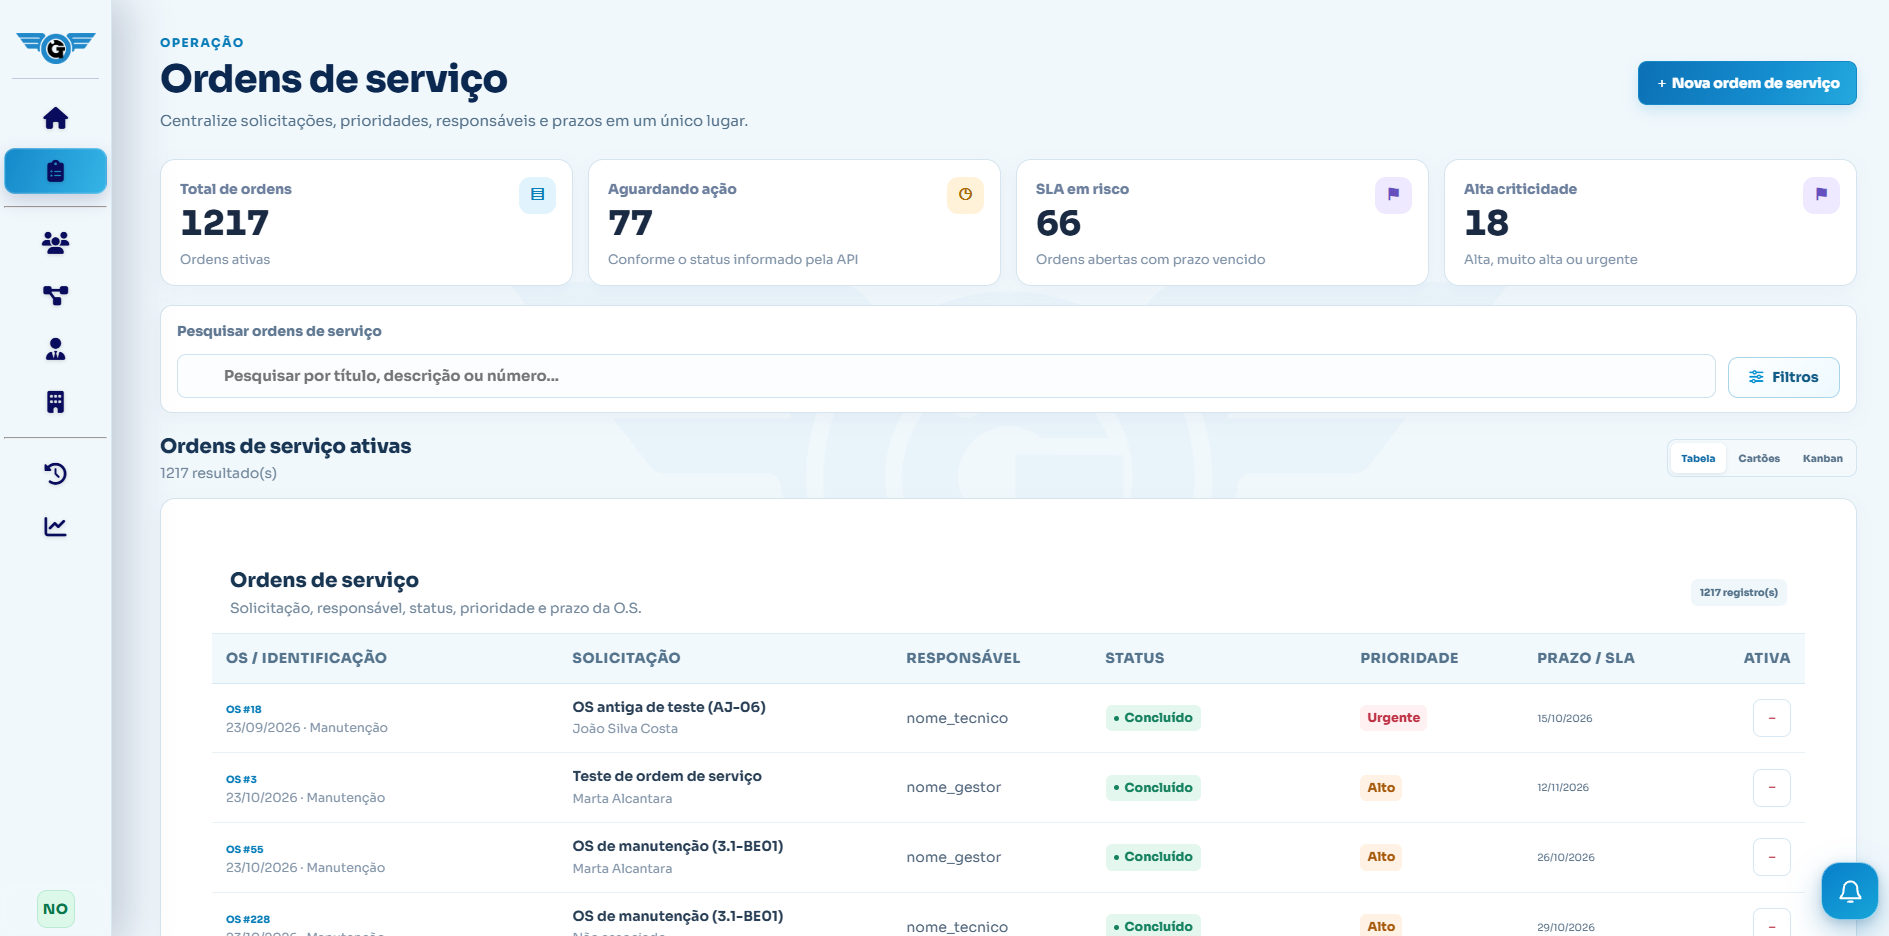 G
OPERAÇÃO
Ordens de serviço
Centralize solicitações, prioridades, responsáveis e prazos em um único lugar.
+ Nova ordem de serviço
Total de ordens
1217
Ordens ativas
Aguardando ação
77
Conforme o status informado pela API
SLA em risco
66
Ordens abertas com prazo vencido
Alta criticidade
18
Alta, muito alta ou urgente
Pesquisar ordens de serviço
Pesquisar por título, descrição ou número...
Filtros
Ordens de serviço ativas
1217 resultado(s)
Tabela Cartões Kanban
Ordens de serviço
Solicitação, responsável, status, prioridade e prazo da O.S.
1217 registro(s)
OS / IDENTIFICAÇÃO SOLICITAÇÃO RESPONSÁVEL STATUS PRIORIDADE PRAZO / SLA ATIVA
OS #18
23/09/2026 · Manutenção
OS antiga de teste (AJ-06)
João Silva Costa
nome_tecnico
• Concluído
Urgente
15/10/2026
–
OS #3
23/10/2026 · Manutenção
Teste de ordem de serviço
Marta Alcantara
nome_gestor
• Concluído
Alto
12/11/2026
–
OS #55
23/10/2026 · Manutenção
OS de manutenção (3.1-BE01)
Marta Alcantara
nome_gestor
• Concluído
Alto
26/10/2026
–
OS #228
23/10/2026 · Manutenção
OS de manutenção (3.1-BE01)
nome_tecnico
• Concluído
Alto
29/10/2026
–
NO